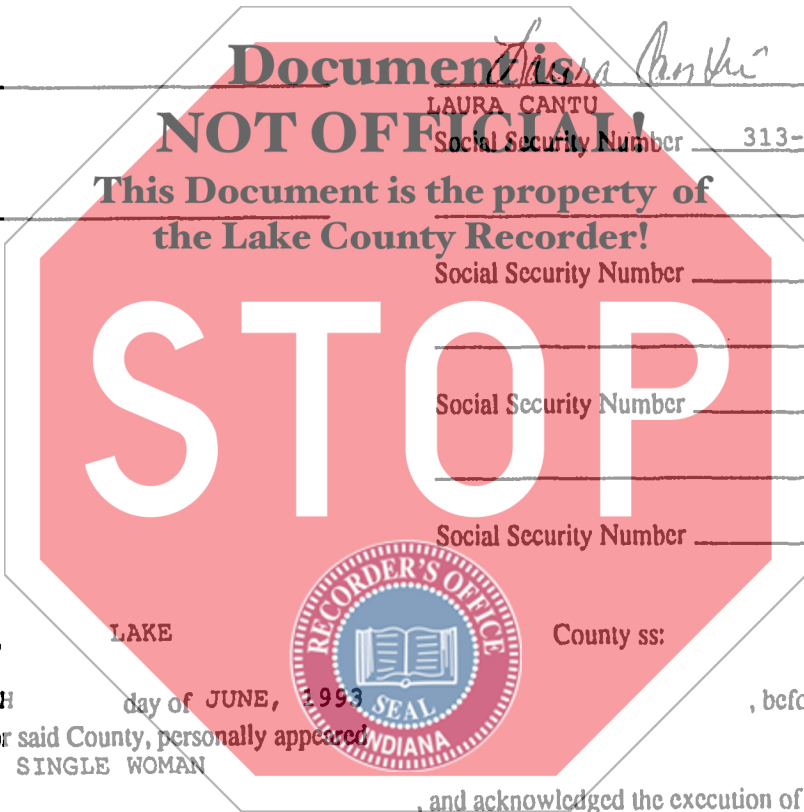 Document is
Laura Cantu
LAURA CANTU
NOT OFFICIAL!
Social Security Number 313-
This Document is the property of
the Lake County Recorder!
Social Security Number
STOP
Social Security Number
Social Security Number
RECORDER'S OFFICE
LAKE County ss:
H day of JUNE, 1993 , befo
SEAL
r said County, personally appeared
INDIANA
SINGLE WOMAN
, and acknowledged the execution of